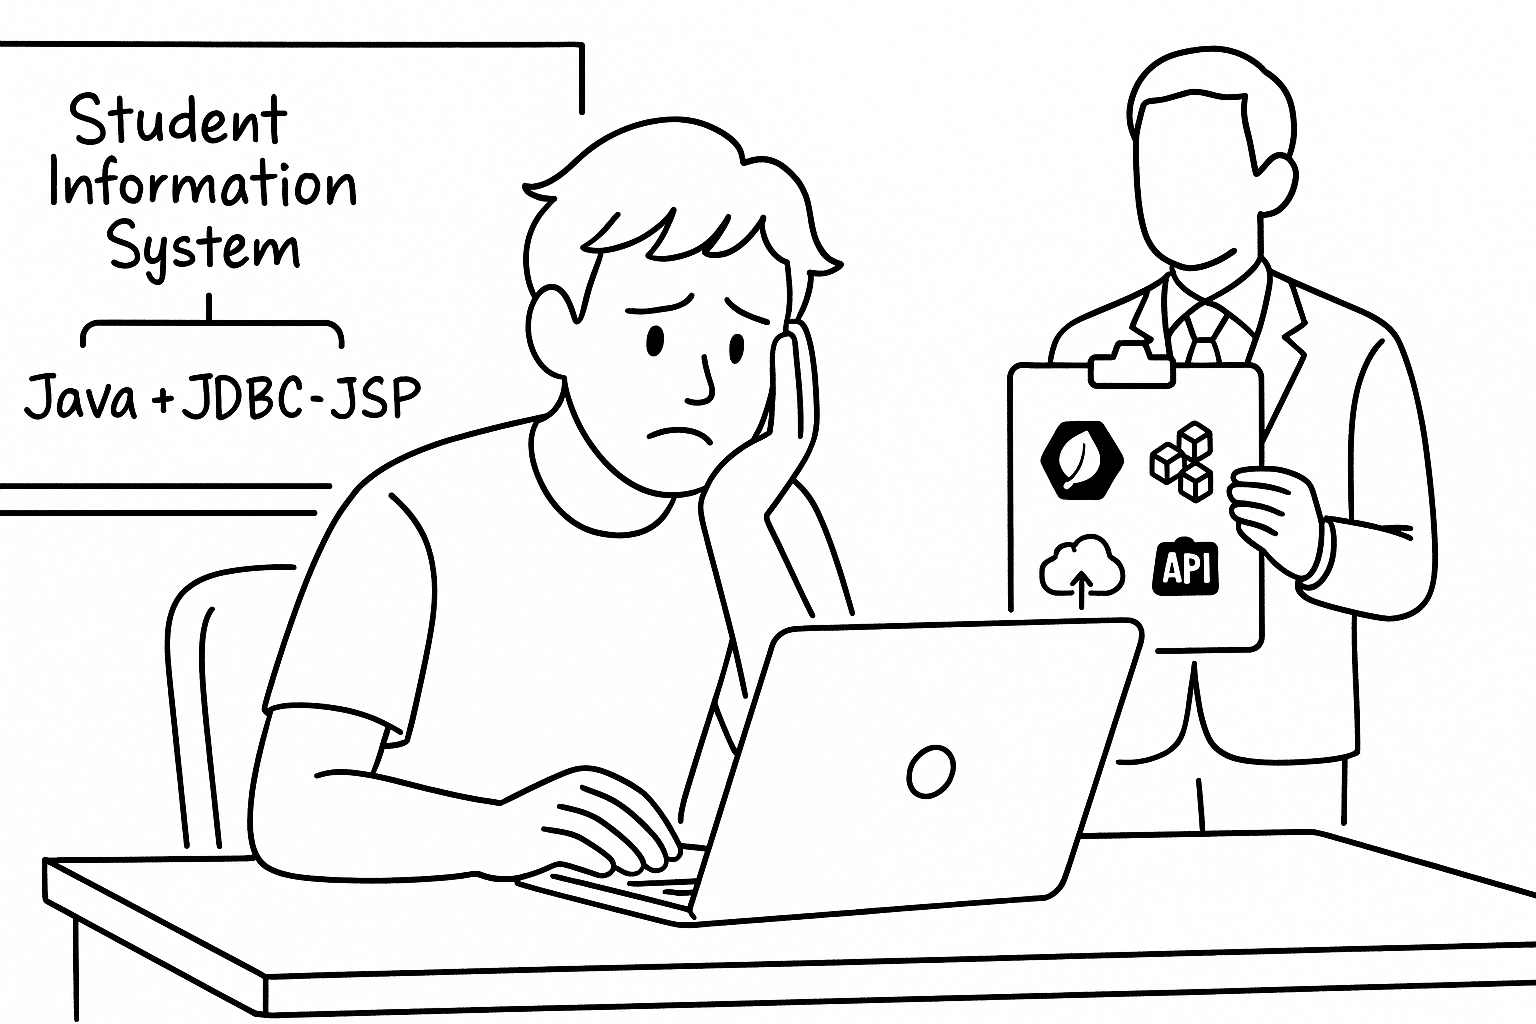 Student
Information
System
Java + JDBC-JSP
API